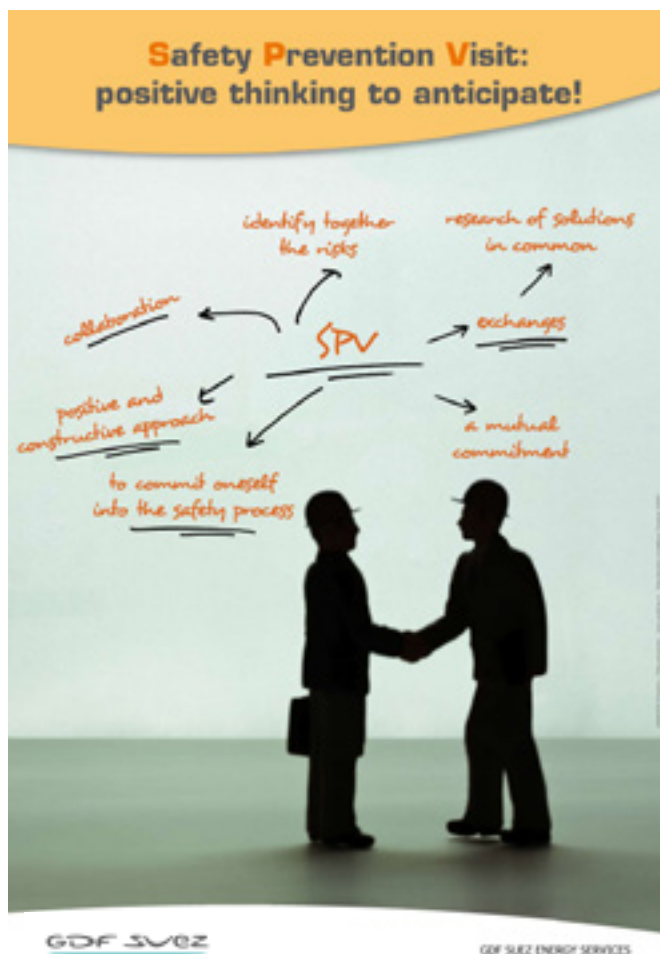 Safety Prevention Visit:
positive thinking to anticipate!
identify together
the risks
research of solutions
in common
collaboration
SPV
exchanges
positive and
constructive approach
a mutual
commitment
to commit oneself
into the safety process
GDF SUEZ
GDF SUEZ ENERGY SERVICES